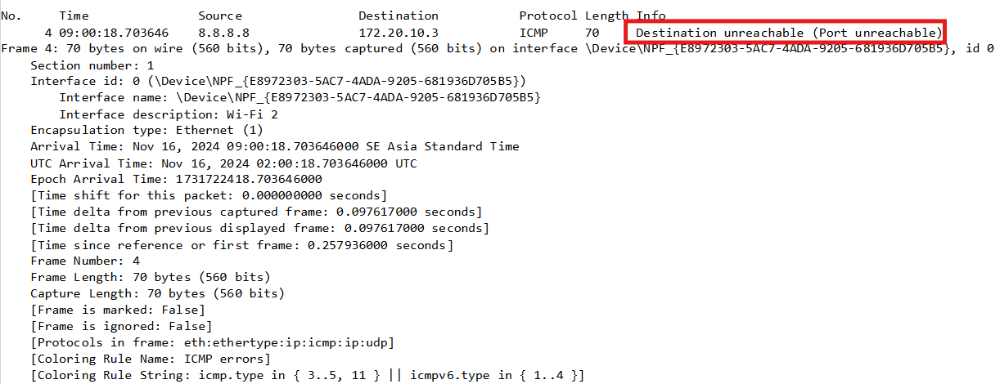 No. Time Source Destination Protocol Length Info
4 09:00:18.703646 8.8.8.8 172.20.10.3 ICMP 70 Destination unreachable (Port unreachable)
Frame 4: 70 bytes on wire (560 bits), 70 bytes captured (560 bits) on interface \Device\NPF_{E8972303-5AC7-4ADA-9205-681936D705B5}, id 0
Section number: 1
Interface id: 0 (\Device\NPF_{E8972303-5AC7-4ADA-9205-681936D705B5})
Interface name: \Device\NPF_{E8972303-5AC7-4ADA-9205-681936D705B5}
Interface description: Wi-Fi 2
Encapsulation type: Ethernet (1)
Arrival Time: Nov 16, 2024 09:00:18.703646000 SE Asia Standard Time
UTC Arrival Time: Nov 16, 2024 02:00:18.703646000 UTC
Epoch Arrival Time: 1731722418.703646000
[Time shift for this packet: 0.000000000 seconds]
[Time delta from previous captured frame: 0.097617000 seconds]
[Time delta from previous displayed frame: 0.097617000 seconds]
[Time since reference or first frame: 0.257936000 seconds]
Frame Number: 4
Frame Length: 70 bytes (560 bits)
Capture Length: 70 bytes (560 bits)
[Frame is marked: False]
[Frame is ignored: False]
[Protocols in frame: eth:ethertype:ip:icmp:ip:udp]
[Coloring Rule Name: ICMP errors]
[Coloring Rule String: icmp.type in { 3..5, 11 } || icmpv6.type in { 1..4 }]